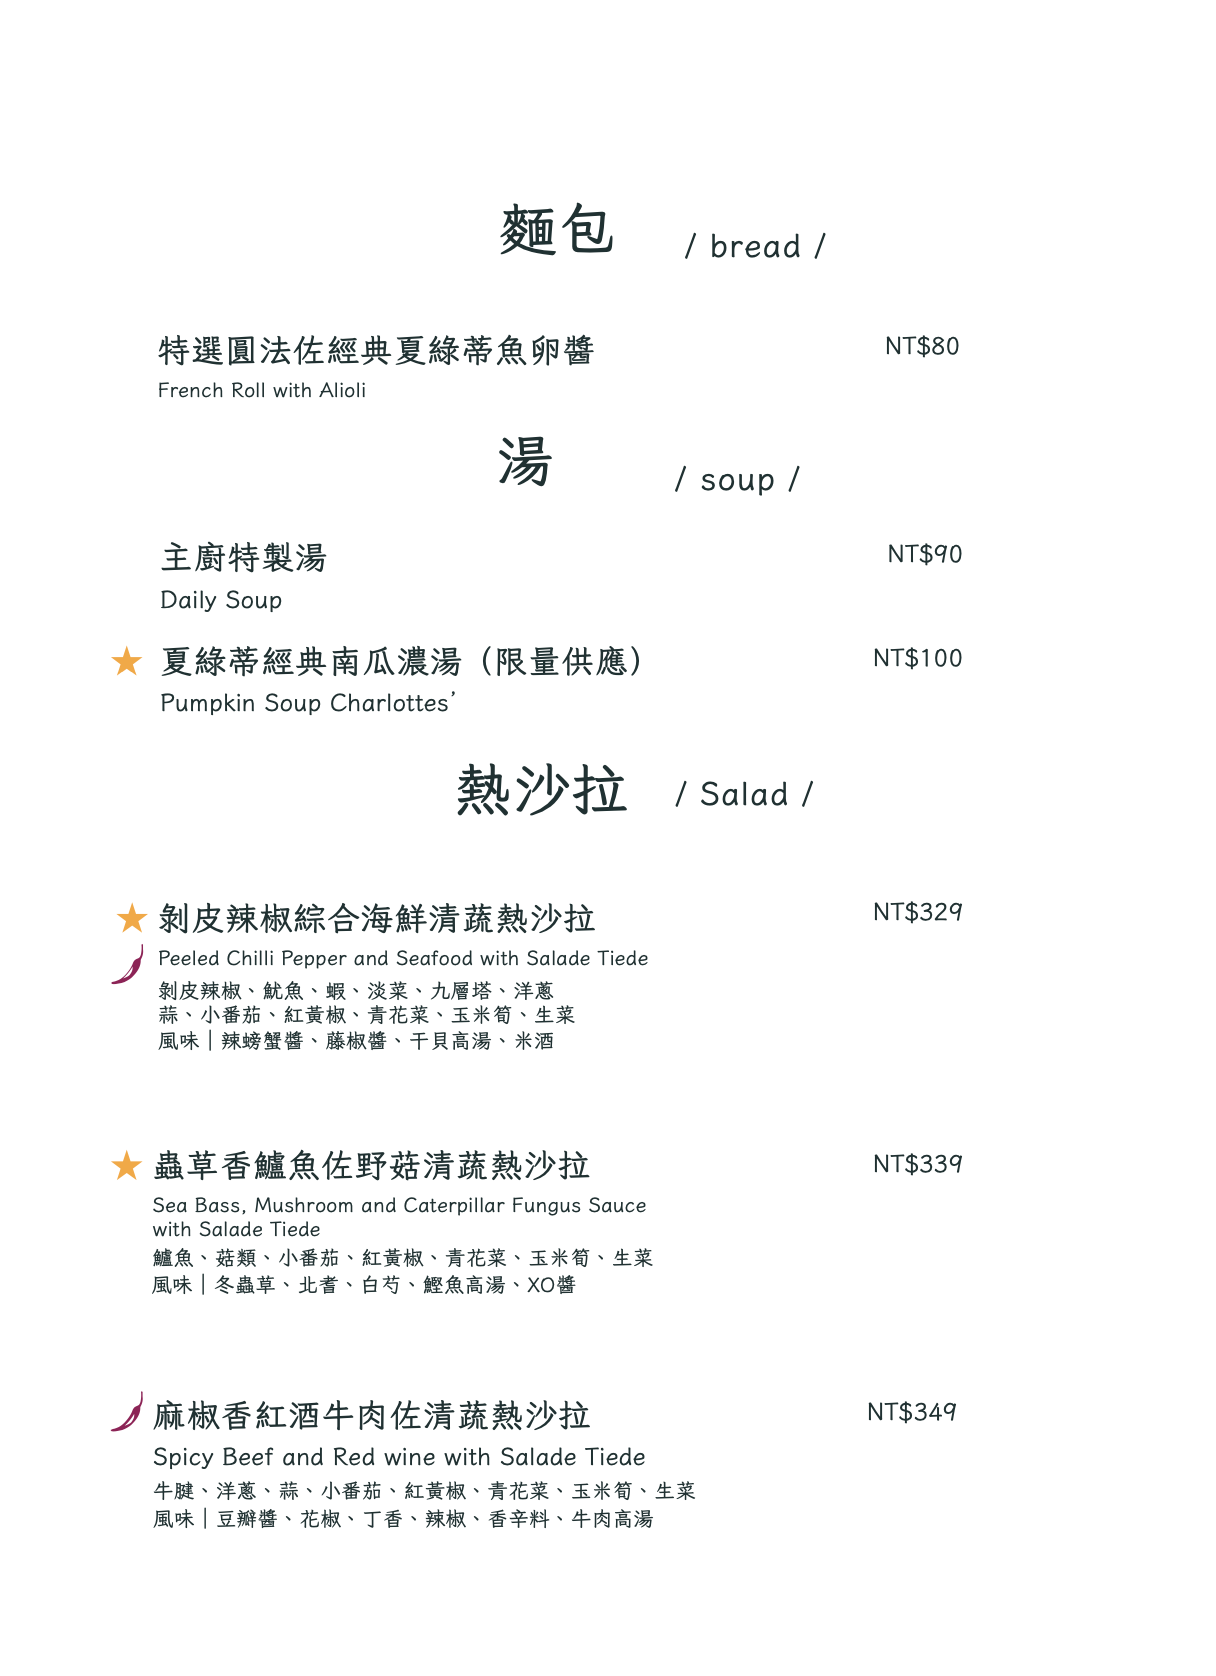 麵包 / bread /
特選圓法佐經典夏綠蒂魚卵醬 NT$80
French Roll with Alioli
湯 / soup /
主廚特製湯 NT$90
Daily Soup
夏綠蒂經典南瓜濃湯（限量供應） NT$100
Pumpkin Soup Charlottes’
熱沙拉 / Salad /
剝皮辣椒綜合海鮮清蔬熱沙拉 NT$329
Peeled Chilli Pepper and Seafood with Salade Tiede
剝皮辣椒、魷魚、蝦、淡菜、九層塔、洋蔥
蒜、小番茄、紅黃椒、青花菜、玉米筍、生菜
風味｜辣螃蟹醬、藤椒醬、干貝高湯、米酒
蟲草香鱸魚佐野菇清蔬熱沙拉 NT$339
Sea Bass, Mushroom and Caterpillar Fungus Sauce
with Salade Tiede
鱸魚、菇類、小番茄、紅黃椒、青花菜、玉米筍、生菜
風味｜冬蟲草、北耆、白芍、鰹魚高湯、XO醬
麻椒香紅酒牛肉佐清蔬熱沙拉 NT$349
Spicy Beef and Red wine with Salade Tiede
牛腱、洋蔥、蒜、小番茄、紅黃椒、青花菜、玉米筍、生菜
風味｜豆瓣醬、花椒、丁香、辣椒、香辛料、牛肉高湯